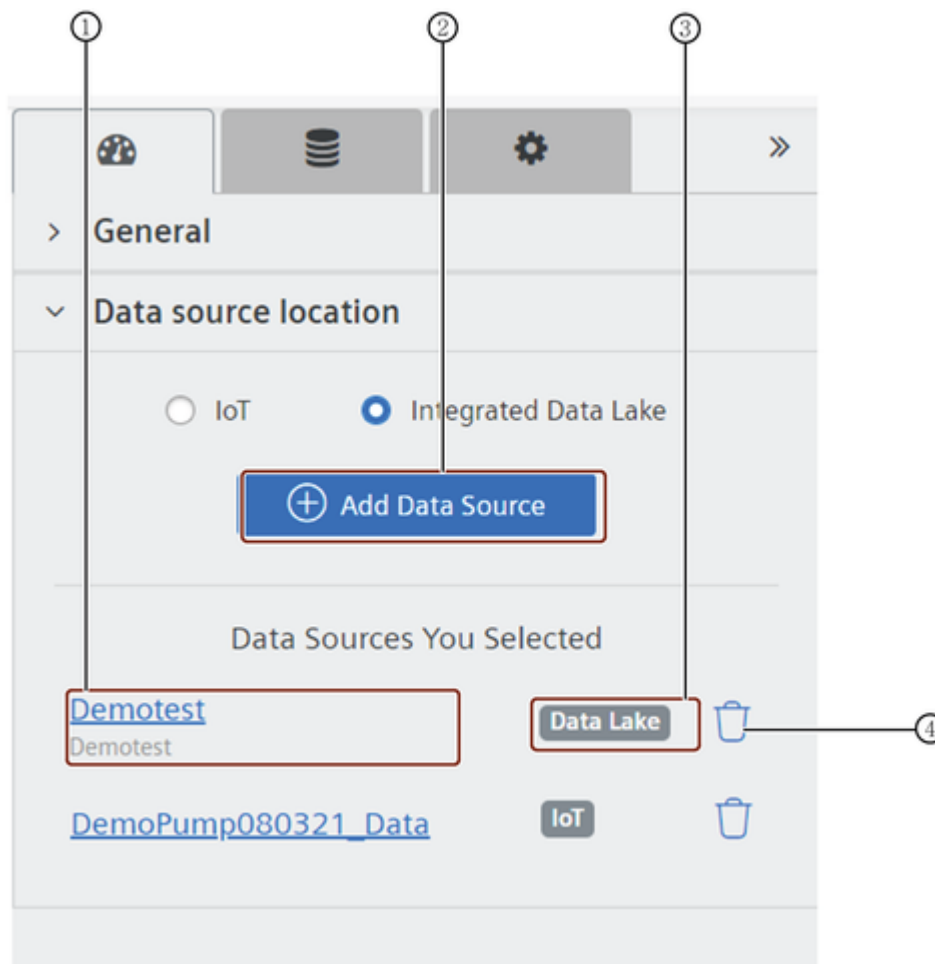 ① ② ③
General
Data source location
IoT Integrated Data Lake
Add Data Source
Data Sources You Selected
Demotest Data Lake
Demotest
④
DemoPump080321_Data IoT